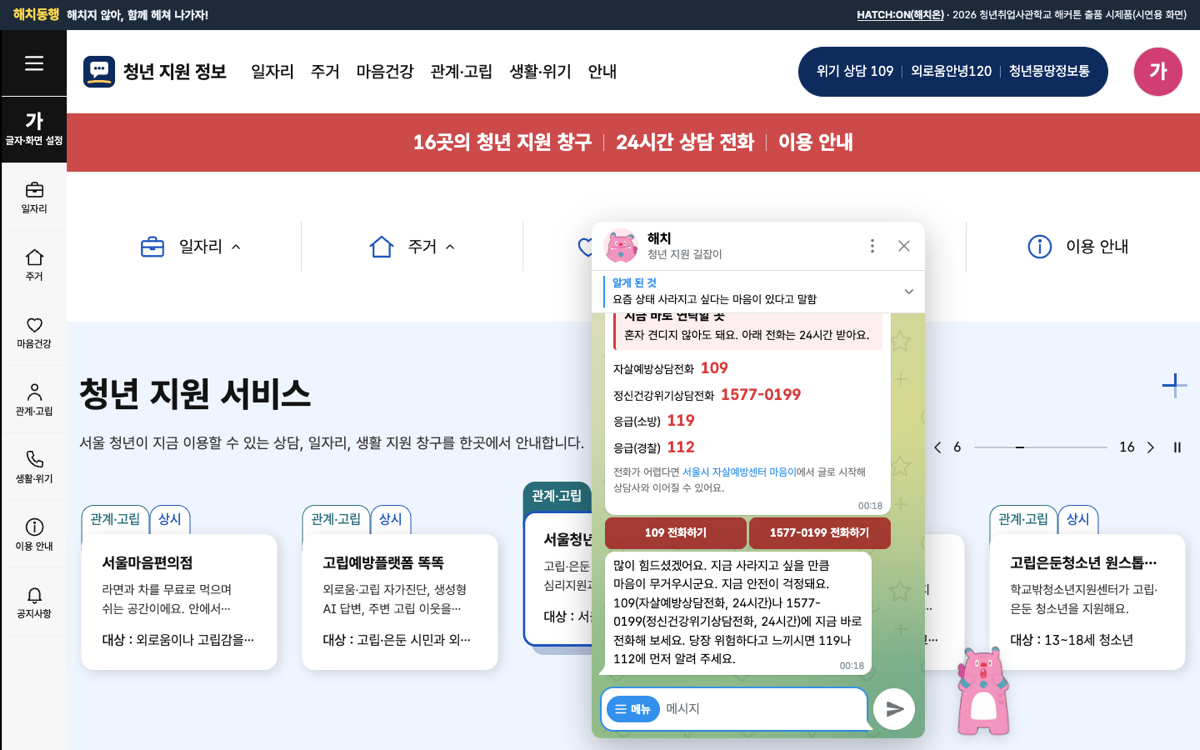 해치동행 해치지 않아, 함께 헤쳐 나가자!
HATCH:ON(해치온) · 2026 청년취업사관학교 해커톤 출품 시제품(시연용 화면)
청년 지원 정보
일자리 주거 마음건강 관계·고립 생활·위기 안내
위기 상담 109 | 외로움안녕120 | 청년몽땅정보통
가
가
글자·화면 설정
일자리
주거
마음건강
관계·고립
생활·위기
이용 안내
공지사항
16곳의 청년 지원 창구 | 24시간 상담 전화 | 이용 안내
일자리
주거
이용 안내
청년 지원 서비스
서울 청년이 지금 이용할 수 있는 상담, 일자리, 생활 지원 창구를 한곳에서 안내합니다.
6 16
관계·고립 상시
서울마음편의점
라면과 차를 무료로 먹으며
쉬는 공간이에요. 안에서…
대상 : 외로움이나 고립감을…
관계·고립 상시
고립예방플랫폼 똑똑
외로움·고립 자가진단, 생성형
AI 답변, 주변 고립 이웃을…
대상 : 고립·은둔 시민과 외…
관계·고립
서울청년
고립·은둔
심리지원과
대상 : 서울
관계·고립 상시
고립은둔청소년 원스톱…
학교밖청소년지원센터가 고립·
은둔 청소년을 지원해요.
대상 : 13~18세 청소년
해치
청년 지원 길잡이
알게 된 것
요즘 상태 사라지고 싶다는 마음이 있다고 말함
지금 바로 연락할 곳
혼자 견디지 않아도 돼요. 아래 전화는 24시간 받아요.
자살예방상담전화 109
정신건강위기상담전화 1577-0199
응급(소방) 119
응급(경찰) 112
전화가 어렵다면 서울시 자살예방센터 마음이에서 글로 시작해
상담사와 이어질 수 있어요.
00:18
109 전화하기
1577-0199 전화하기
많이 힘드셨겠어요. 지금 사라지고 싶을 만큼
마음이 무거우시군요. 지금 안전이 걱정돼요.
109(자살예방상담전화, 24시간)나 1577-
0199(정신건강위기상담전화, 24시간)에 지금 바로
전화해 보세요. 당장 위험하다고 느끼시면 119나
112에 먼저 알려 주세요.
00:18
메뉴
메시지